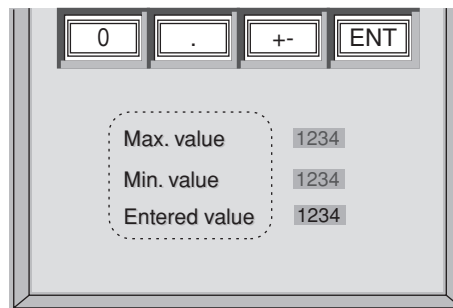 0 . +- ENT
Max. value 1234
Min. value 1234
Entered value 1234